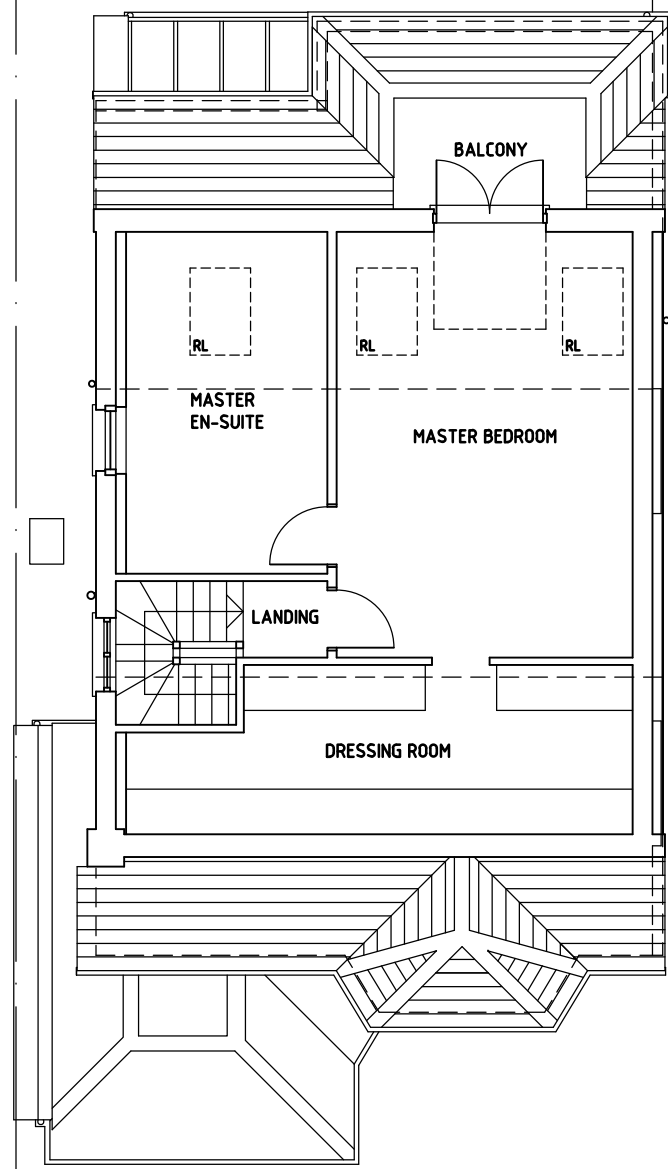 BALCONY
RL
RL
RL
MASTER
EN-SUITE
MASTER BEDROOM
LANDING
DRESSING ROOM